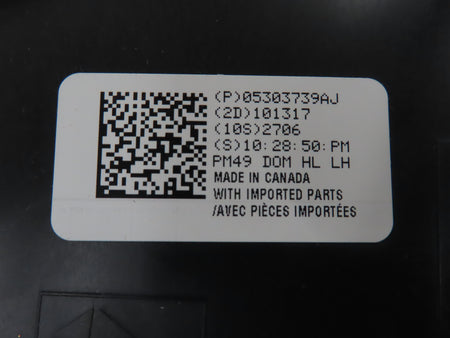 (P)05303739AJ
(2D)101317
(10S)2706
(S)10:28:50:PM
PM49 DOM HL LH
MADE IN CANADA
WITH IMPORTED PARTS
/AVEC PIÈCES IMPORTÉES